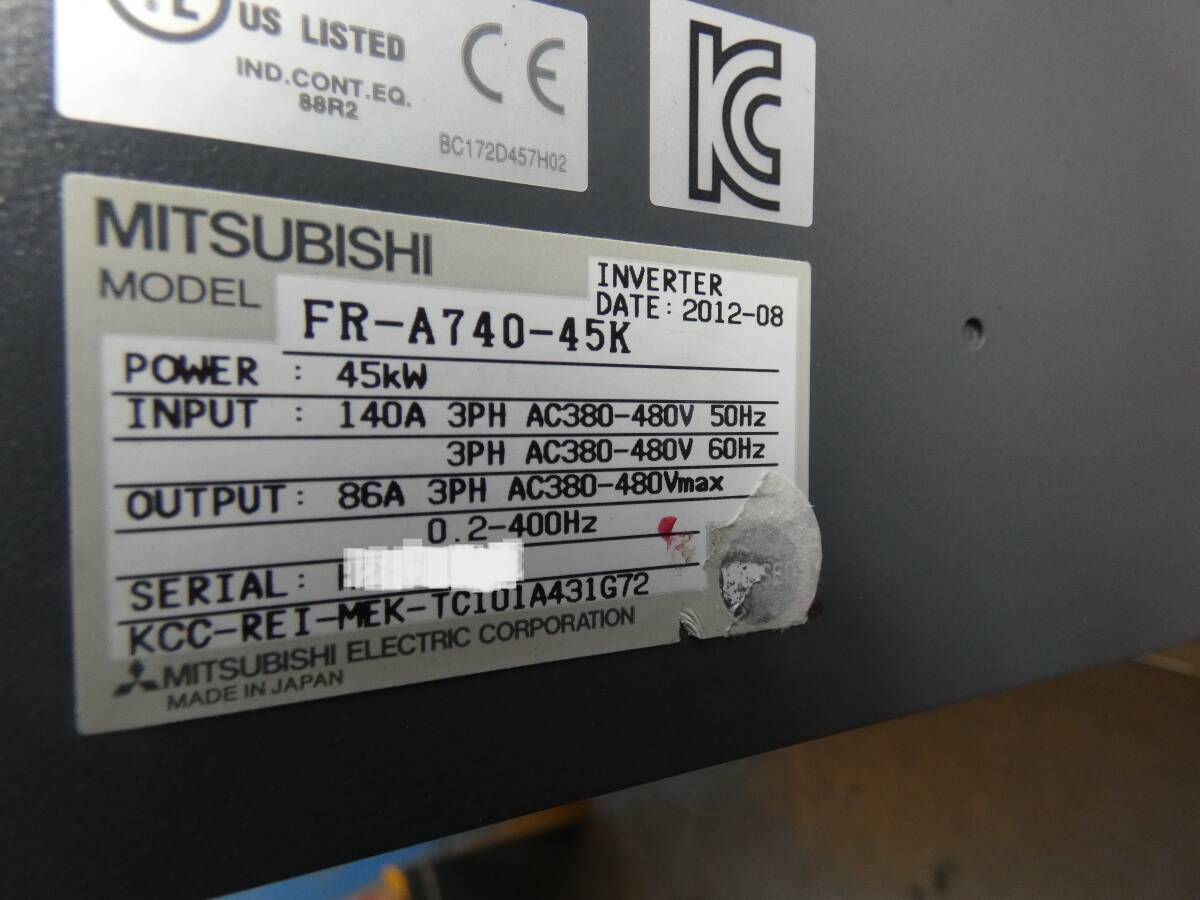 US LISTED
IND.CONT.EQ.
88R2
CE
BC172D457H02
MITSUBISHI
MODEL FR-A740-45K
INVERTER
DATE: 2012-08
POWER : 45kW
INPUT : 140A 3PH AC380-480V 50Hz
3PH AC380-480V 60Hz
OUTPUT: 86A 3PH AC380-480Vmax
0.2-400Hz
SERIAL:
KCC-REI-MEK-TC101A431G72
MITSUBISHI ELECTRIC CORPORATION
MADE IN JAPAN